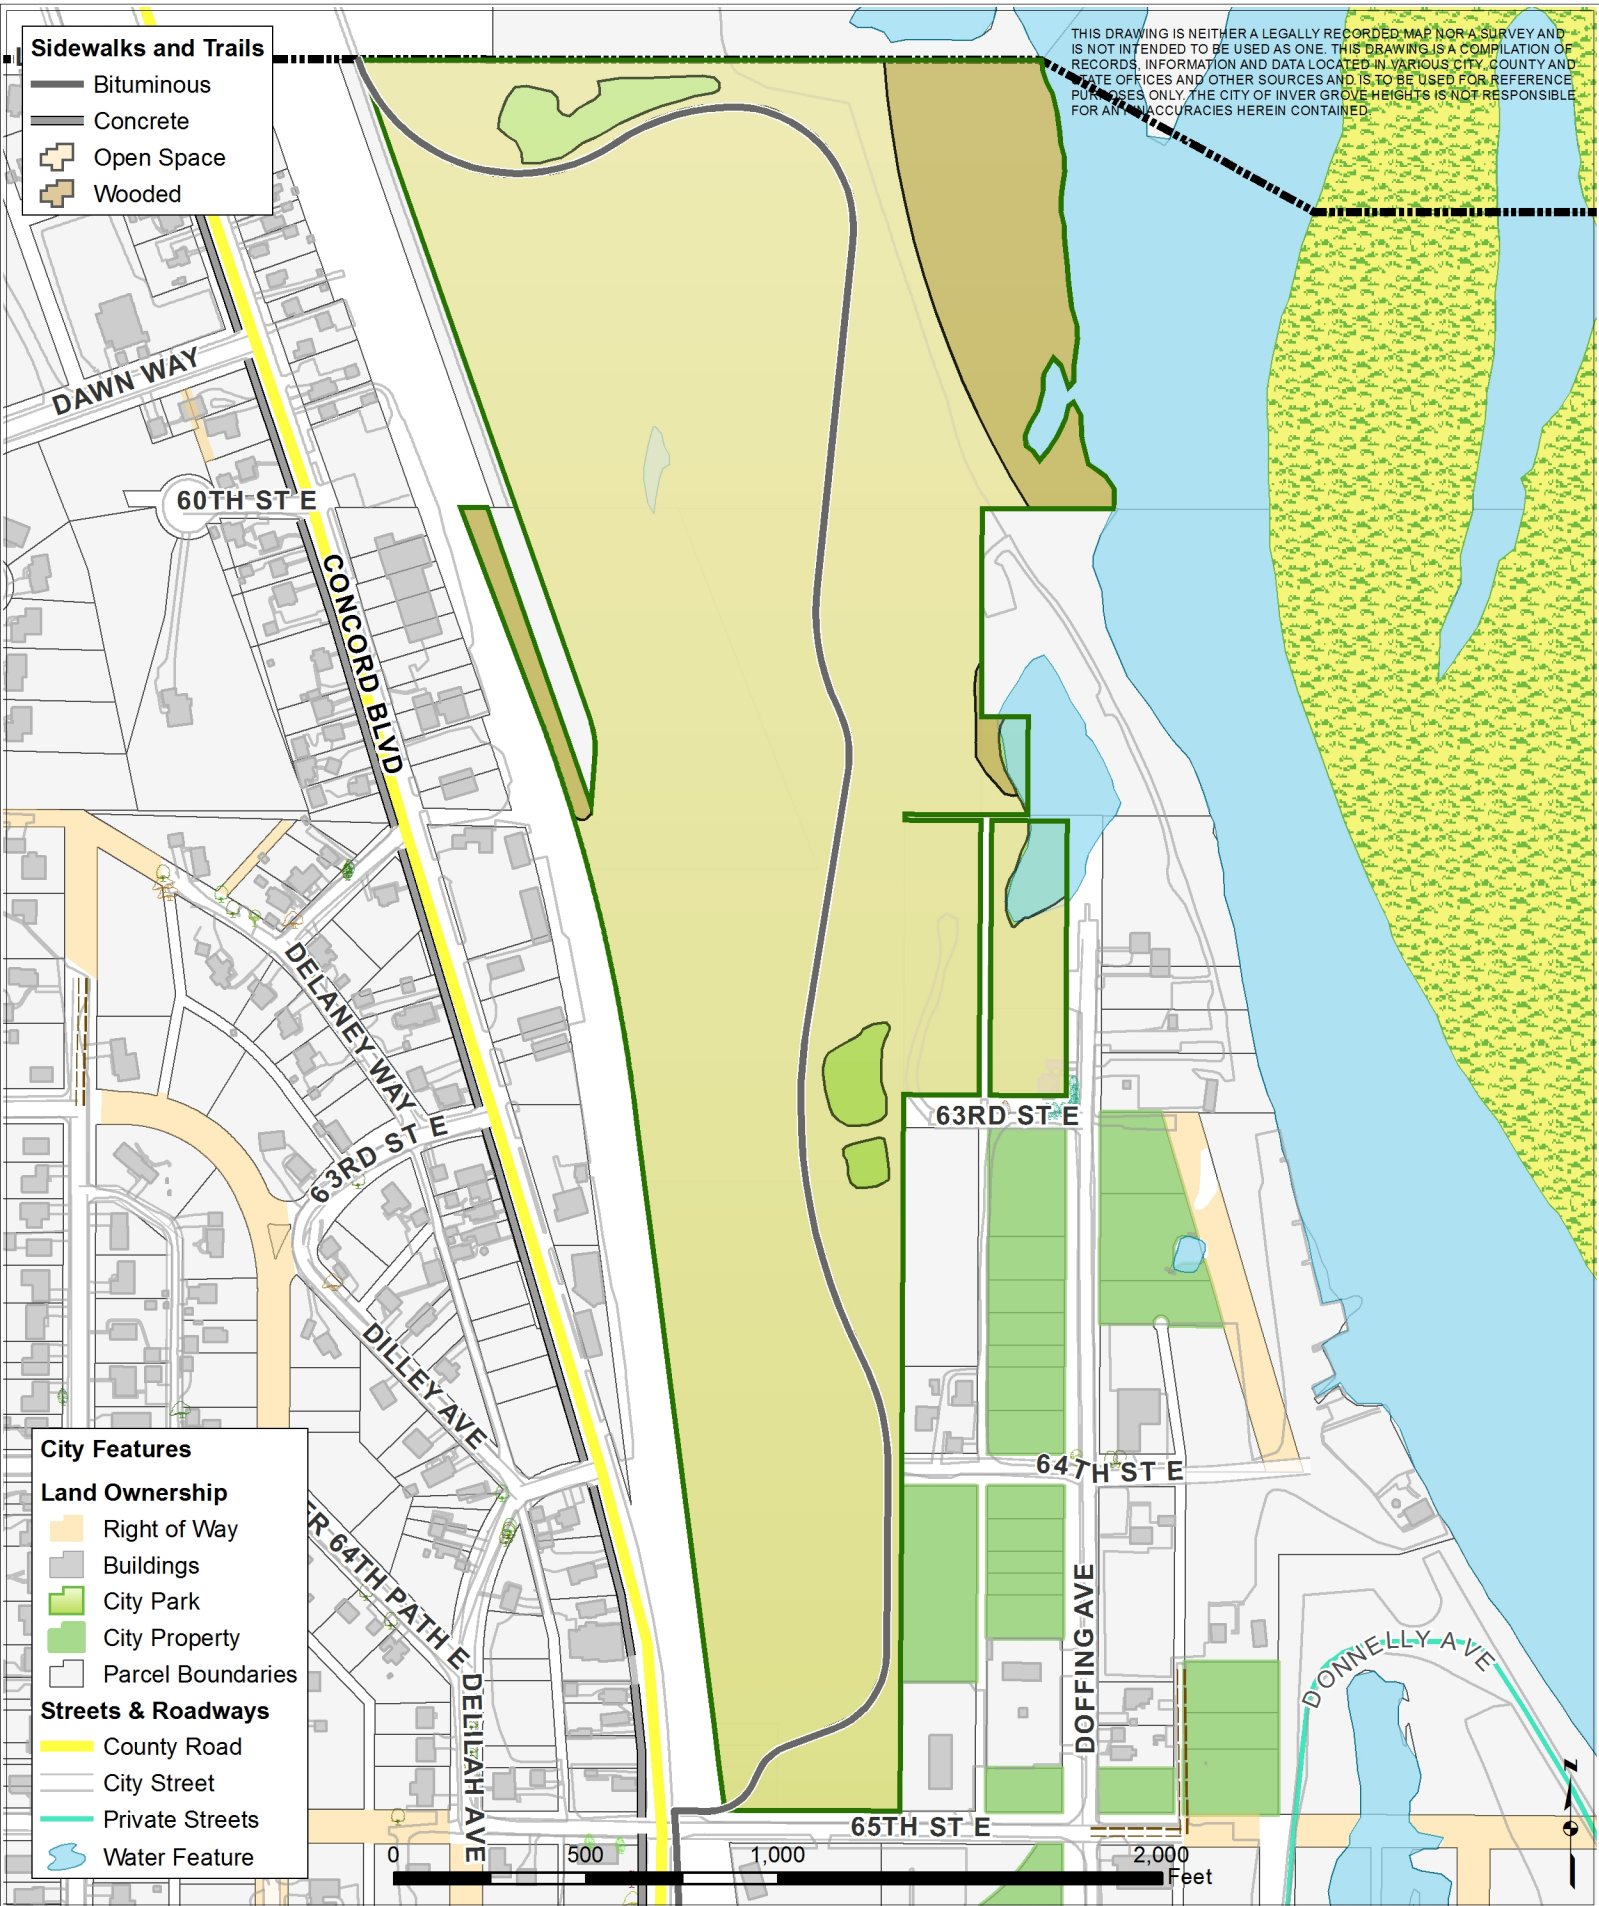 Sidewalks and Trails
Bituminous
Concrete
Open Space
Wooded
THIS DRAWING IS NEITHER A LEGALLY RECORDED MAP NOR A SURVEY AND
IS NOT INTENDED TO BE USED AS ONE. THIS DRAWING IS A COMPILATION OF
RECORDS, INFORMATION AND DATA LOCATED IN VARIOUS CITY, COUNTY AND
STATE OFFICES AND OTHER SOURCES AND IS TO BE USED FOR REFERENCE
PURPOSES ONLY. THE CITY OF INVER GROVE HEIGHTS IS NOT RESPONSIBLE
FOR ANY INACCURACIES HEREIN CONTAINED.
DAWN WAY
60TH ST E
CONCORD BLVD
DELANEY WAY
63RD ST E
63RD ST E
DILLEY AVE
64TH ST E
64TH PATH E
DELILAH AVE
DOFFING AVE
DONNELLY AVE
65TH ST E
City Features
Land Ownership
Right of Way
Buildings
City Park
City Property
Parcel Boundaries
Streets & Roadways
County Road
City Street
Private Streets
Water Feature
0 500 1,000 2,000
Feet
N